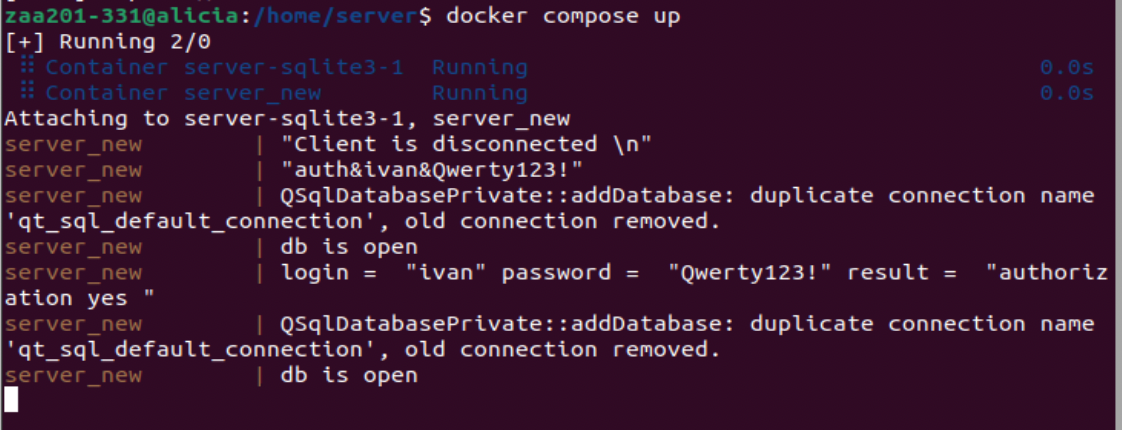 zaa201-331@alicia:/home/server$ docker compose up
[+] Running 2/0
⠿ Container server-sqlite3-1  Running 0.0s
⠿ Container server_new        Running 0.0s
Attaching to server-sqlite3-1, server_new
server_new        | "Client is disconnected \n"
server_new        | "auth&ivan&Qwerty123!"
server_new        | QSqlDatabasePrivate::addDatabase: duplicate connection name
'qt_sql_default_connection', old connection removed.
server_new        | db is open
server_new        | login =  "ivan" password =  "Qwerty123!" result =  "authoriz
ation yes "
server_new        | QSqlDatabasePrivate::addDatabase: duplicate connection name
'qt_sql_default_connection', old connection removed.
server_new        | db is open